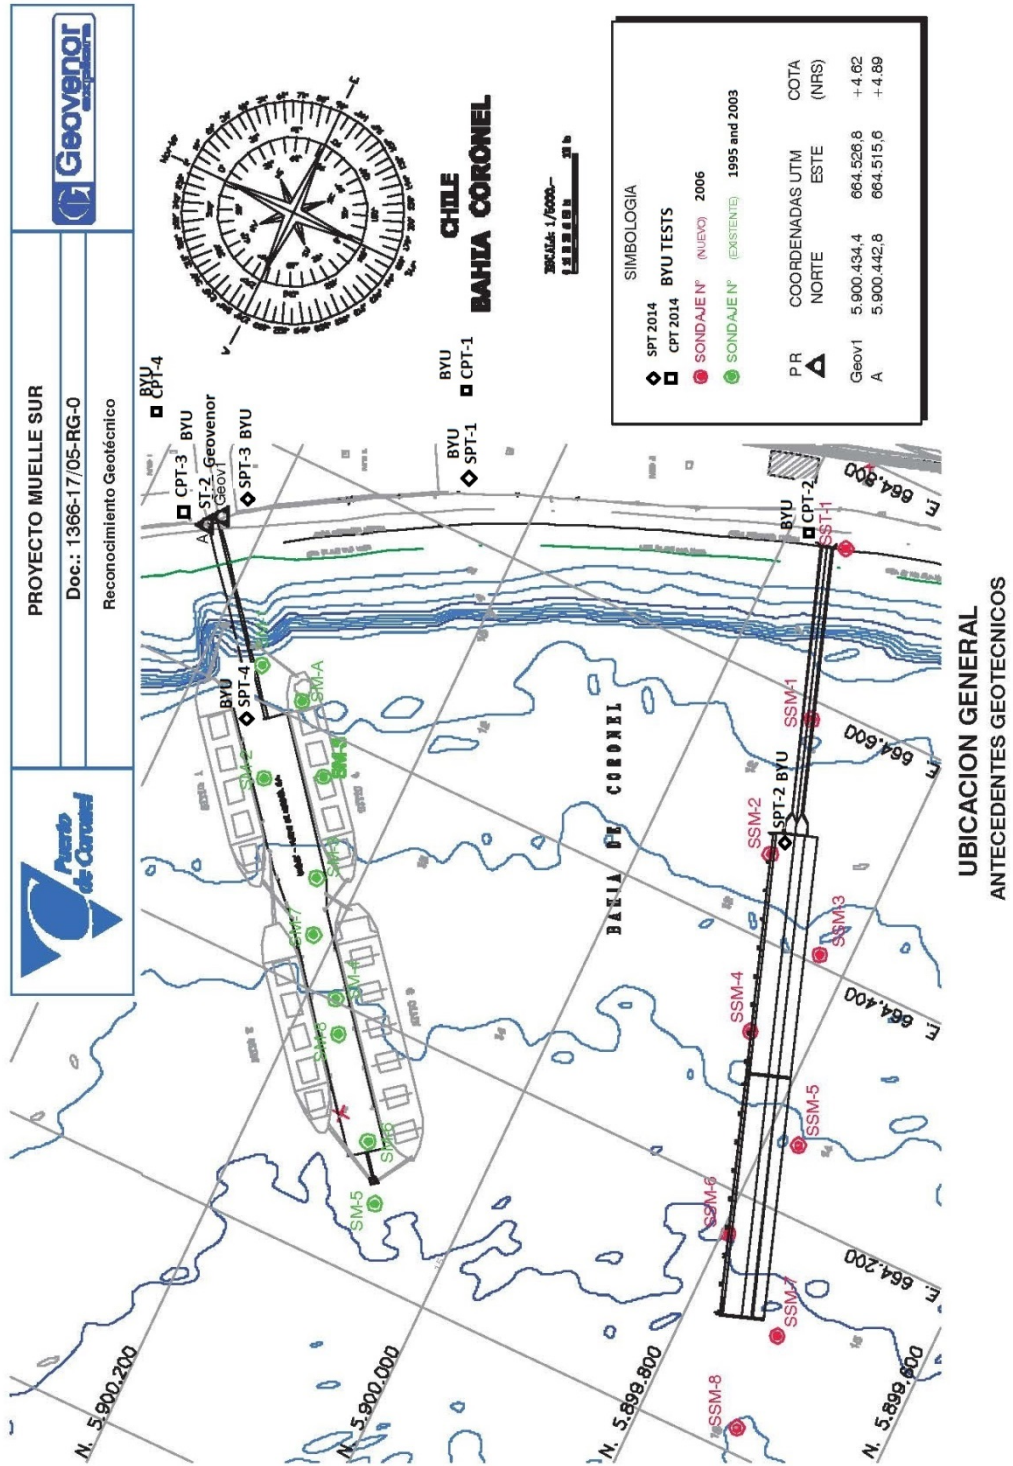 PROYECTO MUELLE SUR
Doc.: 1366-17/05-RG-0
Reconocimiento Geotécnico
Puerto
de Coronel
Geovenor
CHILE
BAHIA CORONEL
ESCALA: 1/5000.-
SIMBOLOGIA
SPT 2014
CPT 2014
BYU TESTS
SONDAJE Nº (NUEVO) 2006
SONDAJE Nº (EXISTENTE) 1995 and 2003
P R
COORDENADAS UTM
NORTE ESTE
COTA
(NRS)
Geov1 5.900.434,4 664.526,8 +4.62
A 5.900.442,8 664.515,6 +4.89
BYU
CPT-4
CPT-3 BYU
ST-2 Geovenor
A
Geov1
SPT-3 BYU
BYU
CPT-1
BYU
SPT-1
BYU
CPT-2
SST-1
BYU
SPT-4
SM-A
SM-2
SM-3
SM-7
SM-4
SM-8
SM-6
SM-5
BAHIA DE CORONEL
SSM-1
SPT-2 BYU
SSM-2
SSM-3
SSM-4
SSM-5
SSM-6
SSM-7
SSM-8
N. 5.900.200
N. 5.900.000
N. 5.899.800
N. 5.899.600
E. 664.800
E. 664.600
E. 664.400
E. 664.200
UBICACION GENERAL
ANTECEDENTES GEOTECNICOS